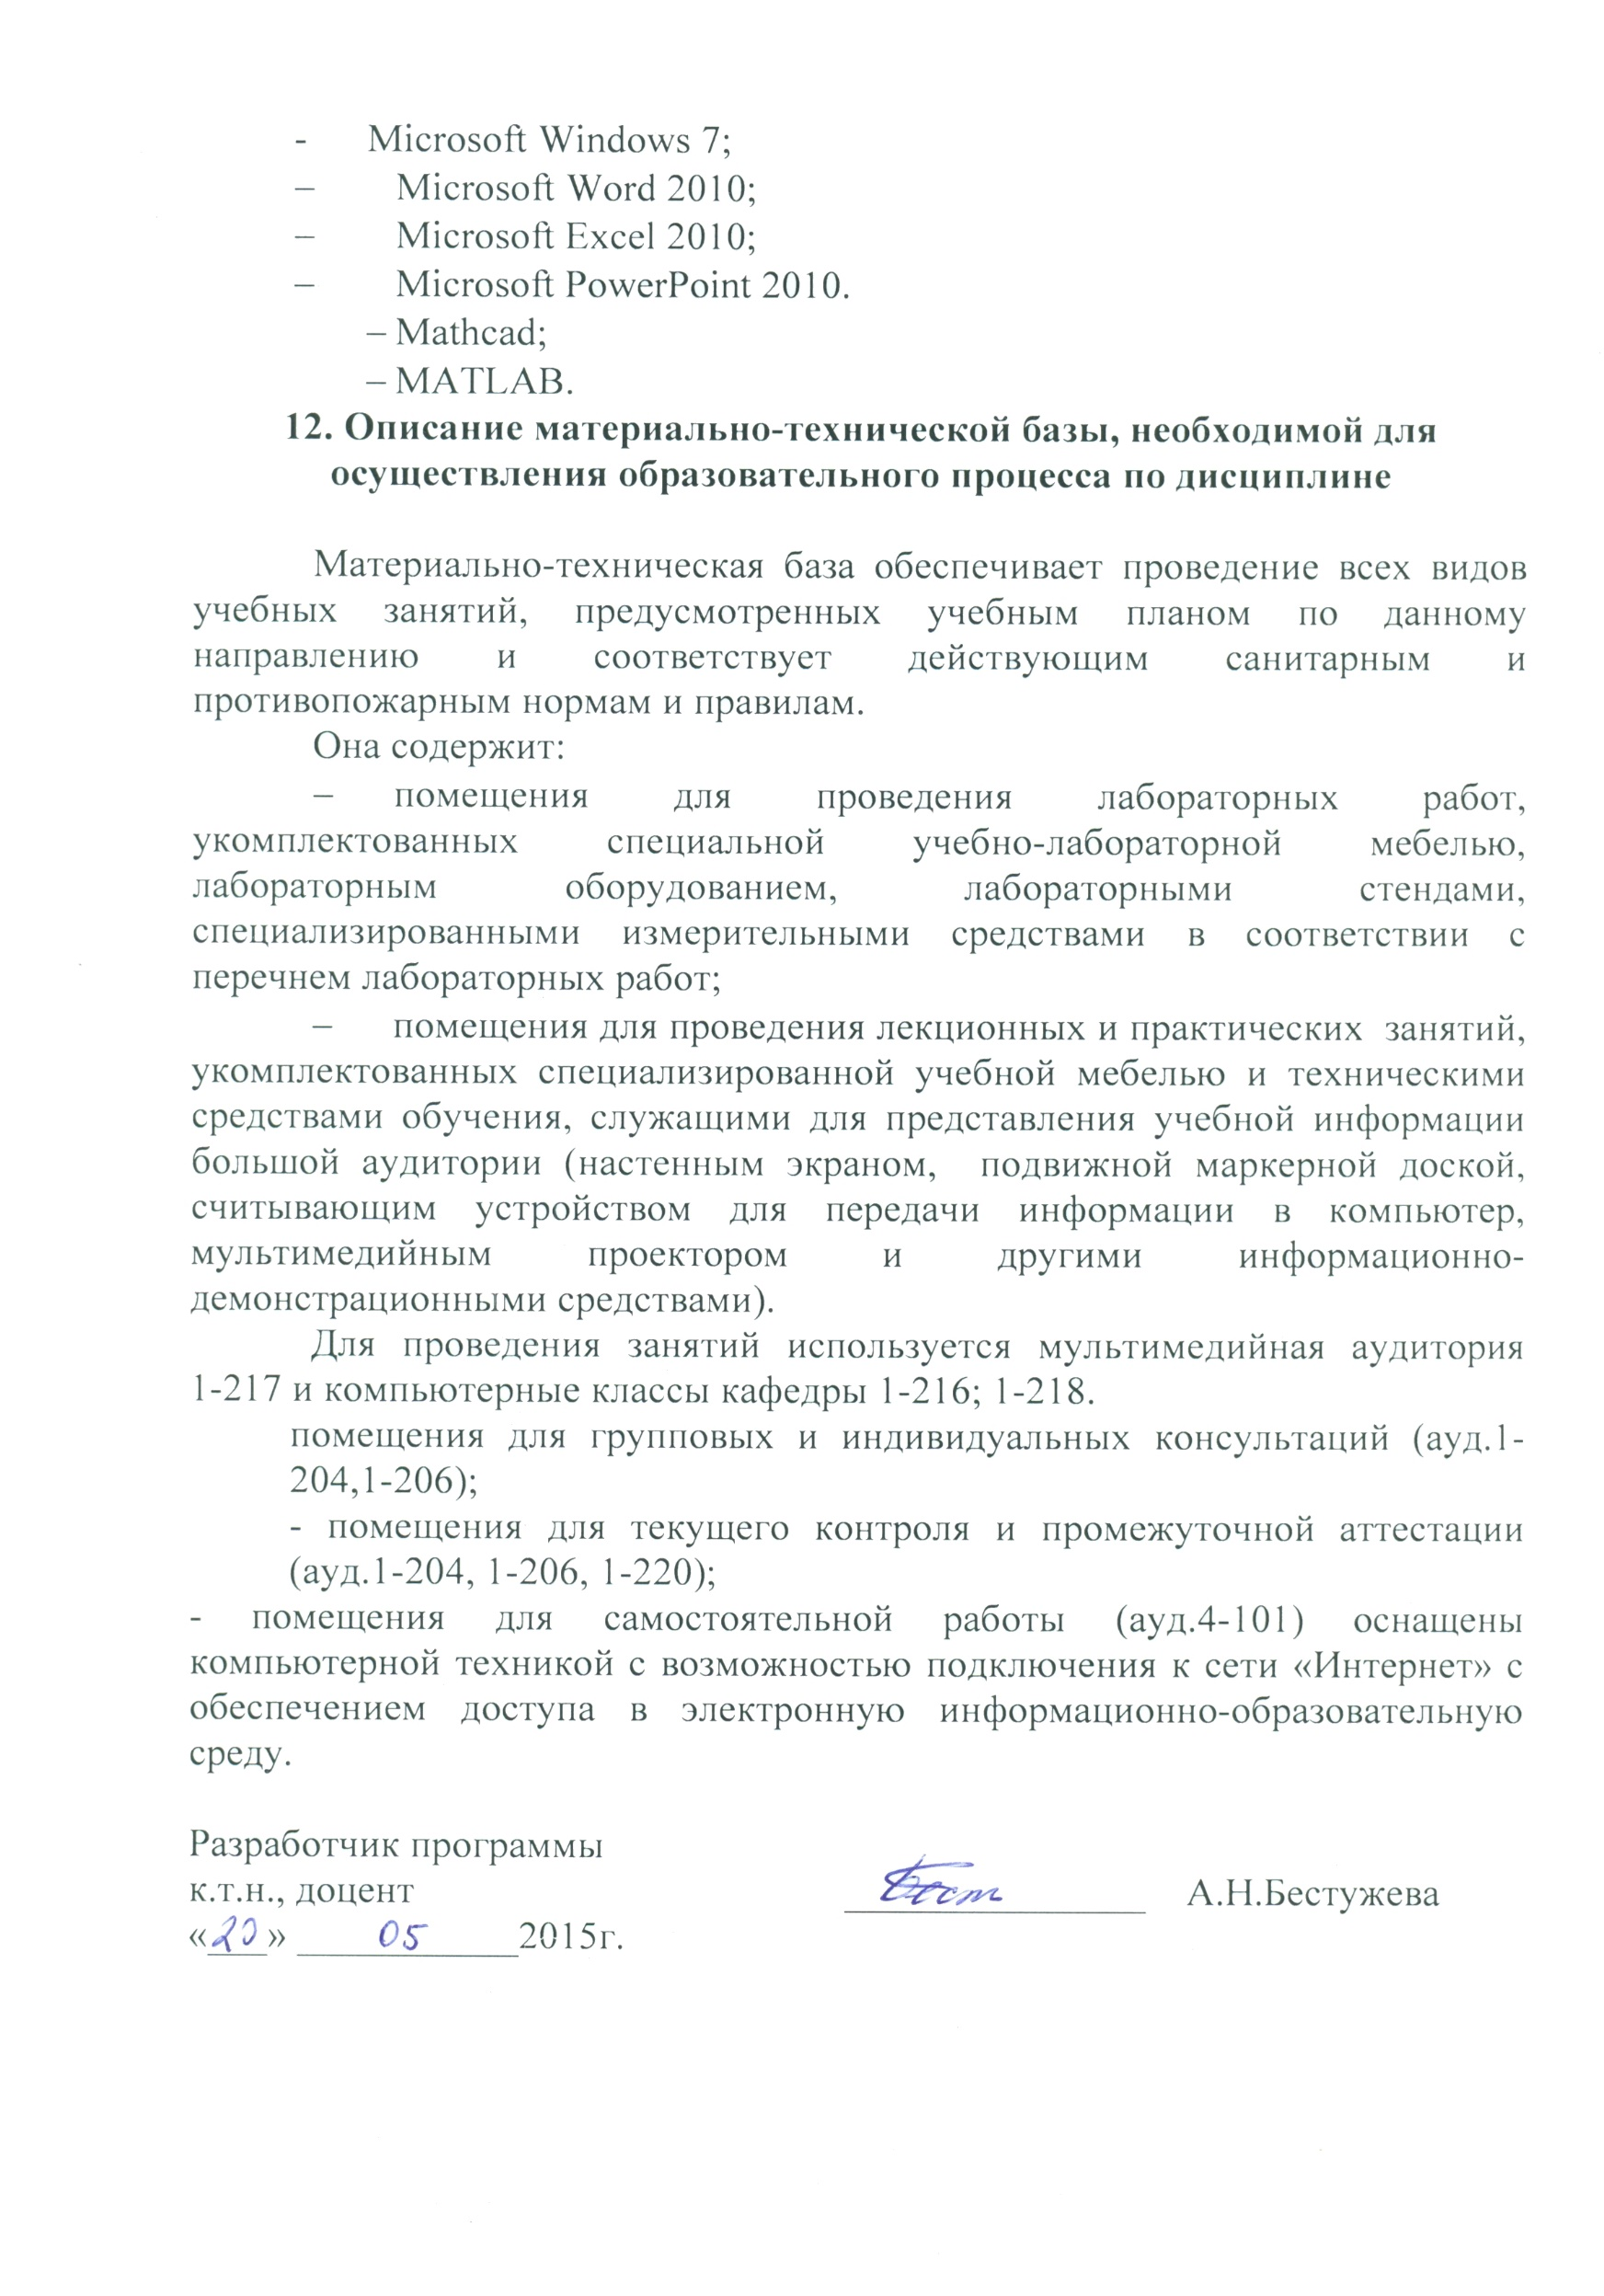 - Microsoft Windows 7;
– Microsoft Word 2010;
– Microsoft Excel 2010;
– Microsoft PowerPoint 2010.
– Mathcad;
– MATLAB.
12. Описание материально-технической базы, необходимой для
осуществления образовательного процесса по дисциплине
Материально-техническая база обеспечивает проведение всех видов
учебных занятий, предусмотренных учебным планом по данному
направлению и соответствует действующим санитарным и
противопожарным нормам и правилам.
Она содержит:
– помещения для проведения лабораторных работ,
укомплектованных специальной учебно-лабораторной мебелью,
лабораторным оборудованием, лабораторными стендами,
специализированными измерительными средствами в соответствии с
перечнем лабораторных работ;
– помещения для проведения лекционных и практических занятий,
укомплектованных специализированной учебной мебелью и техническими
средствами обучения, служащими для представления учебной информации
большой аудитории (настенным экраном, подвижной маркерной доской,
считывающим устройством для передачи информации в компьютер,
мультимедийным проектором и другими информационно-
демонстрационными средствами).
Для проведения занятий используется мультимедийная аудитория
1-217 и компьютерные классы кафедры 1-216; 1-218.
помещения для групповых и индивидуальных консультаций (ауд.1-
204,1-206);
- помещения для текущего контроля и промежуточной аттестации
(ауд.1-204, 1-206, 1-220);
- помещения для самостоятельной работы (ауд.4-101) оснащены
компьютерной техникой с возможностью подключения к сети «Интернет» с
обеспечением доступа в электронную информационно-образовательную
среду.
Разработчик программы
к.т.н., доцент Бест А.Н.Бестужева
«20» 05 2015г.